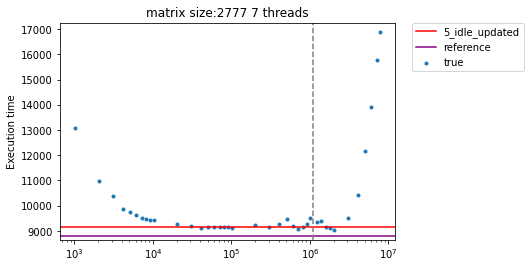 matrix size:2777 7 threads
17000
16000
15000
14000
13000
12000
11000
10000
9000
Execution time
10³
10⁴
10⁵
10⁶
10⁷
5_idle_updated
reference
true